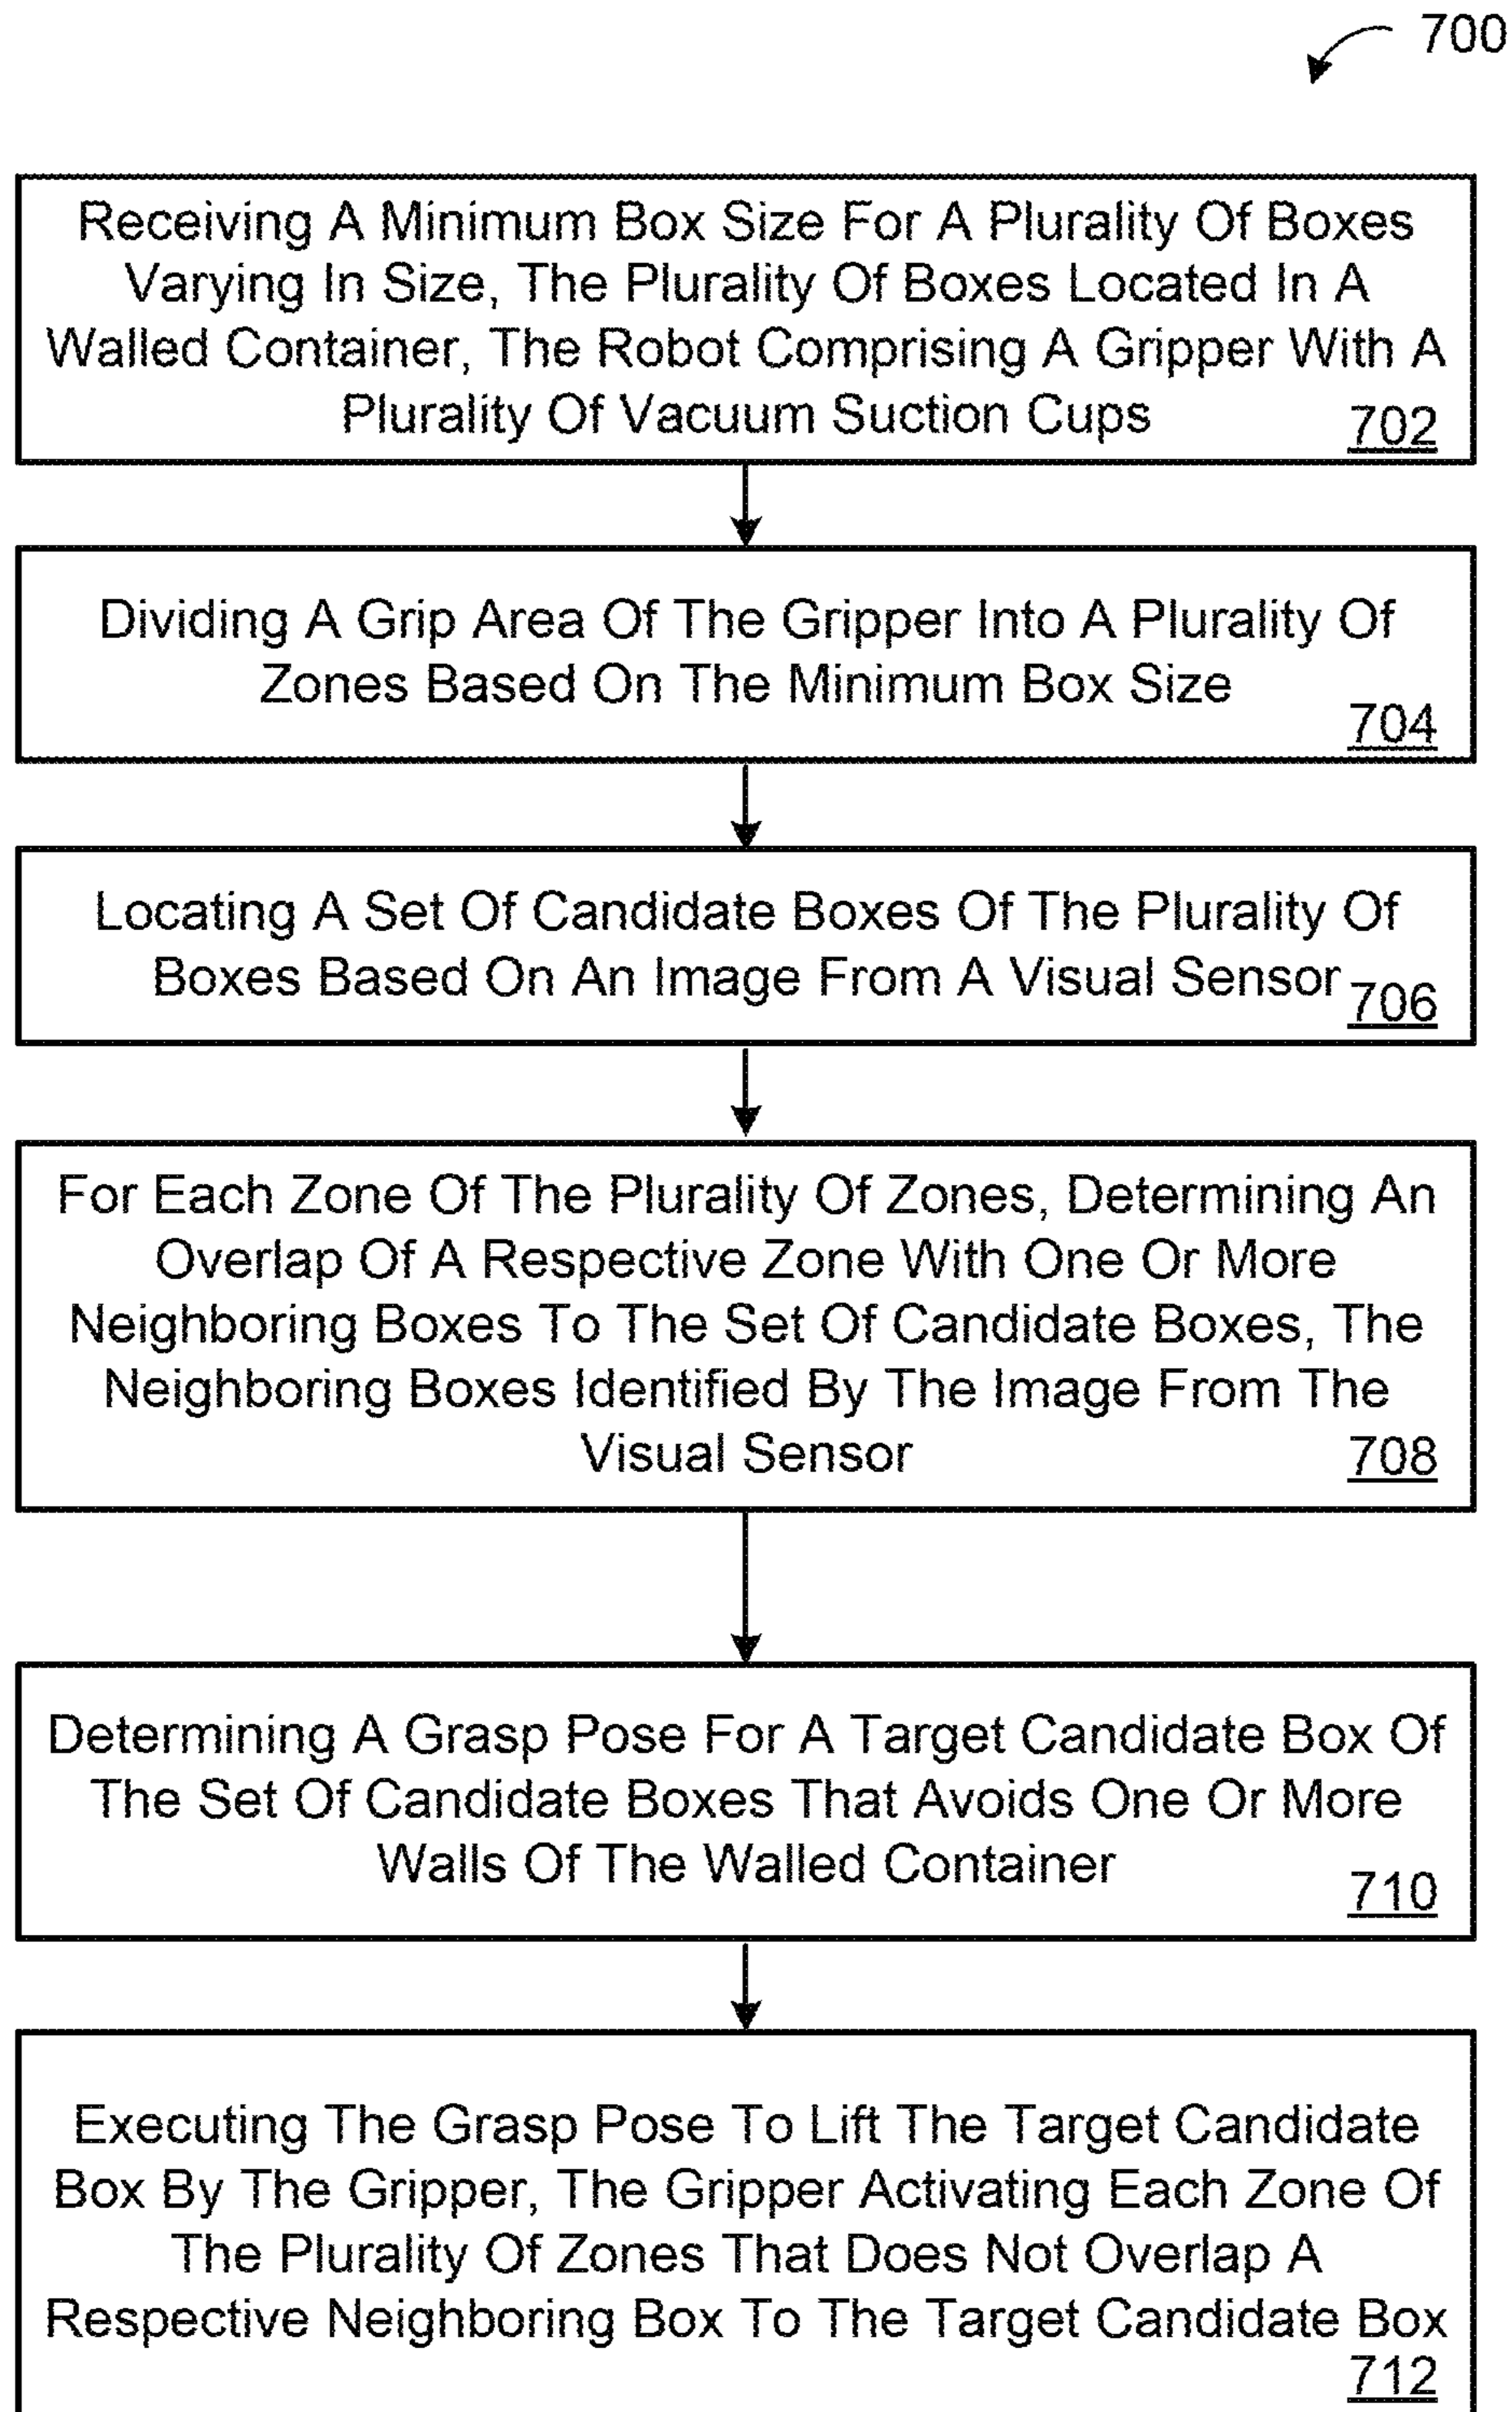 700
Receiving A Minimum Box Size For A Plurality Of Boxes
Varying In Size, The Plurality Of Boxes Located In A
Walled Container, The Robot Comprising A Gripper With A
Plurality Of Vacuum Suction Cups
702
Dividing A Grip Area Of The Gripper Into A Plurality Of
Zones Based On The Minimum Box Size
704
Locating A Set Of Candidate Boxes Of The Plurality Of
Boxes Based On An Image From A Visual Sensor
706
For Each Zone Of The Plurality Of Zones, Determining An
Overlap Of A Respective Zone With One Or More
Neighboring Boxes To The Set Of Candidate Boxes, The
Neighboring Boxes Identified By The Image From The
Visual Sensor
708
Determining A Grasp Pose For A Target Candidate Box Of
The Set Of Candidate Boxes That Avoids One Or More
Walls Of The Walled Container
710
Executing The Grasp Pose To Lift The Target Candidate
Box By The Gripper, The Gripper Activating Each Zone Of
The Plurality Of Zones That Does Not Overlap A
Respective Neighboring Box To The Target Candidate Box
712